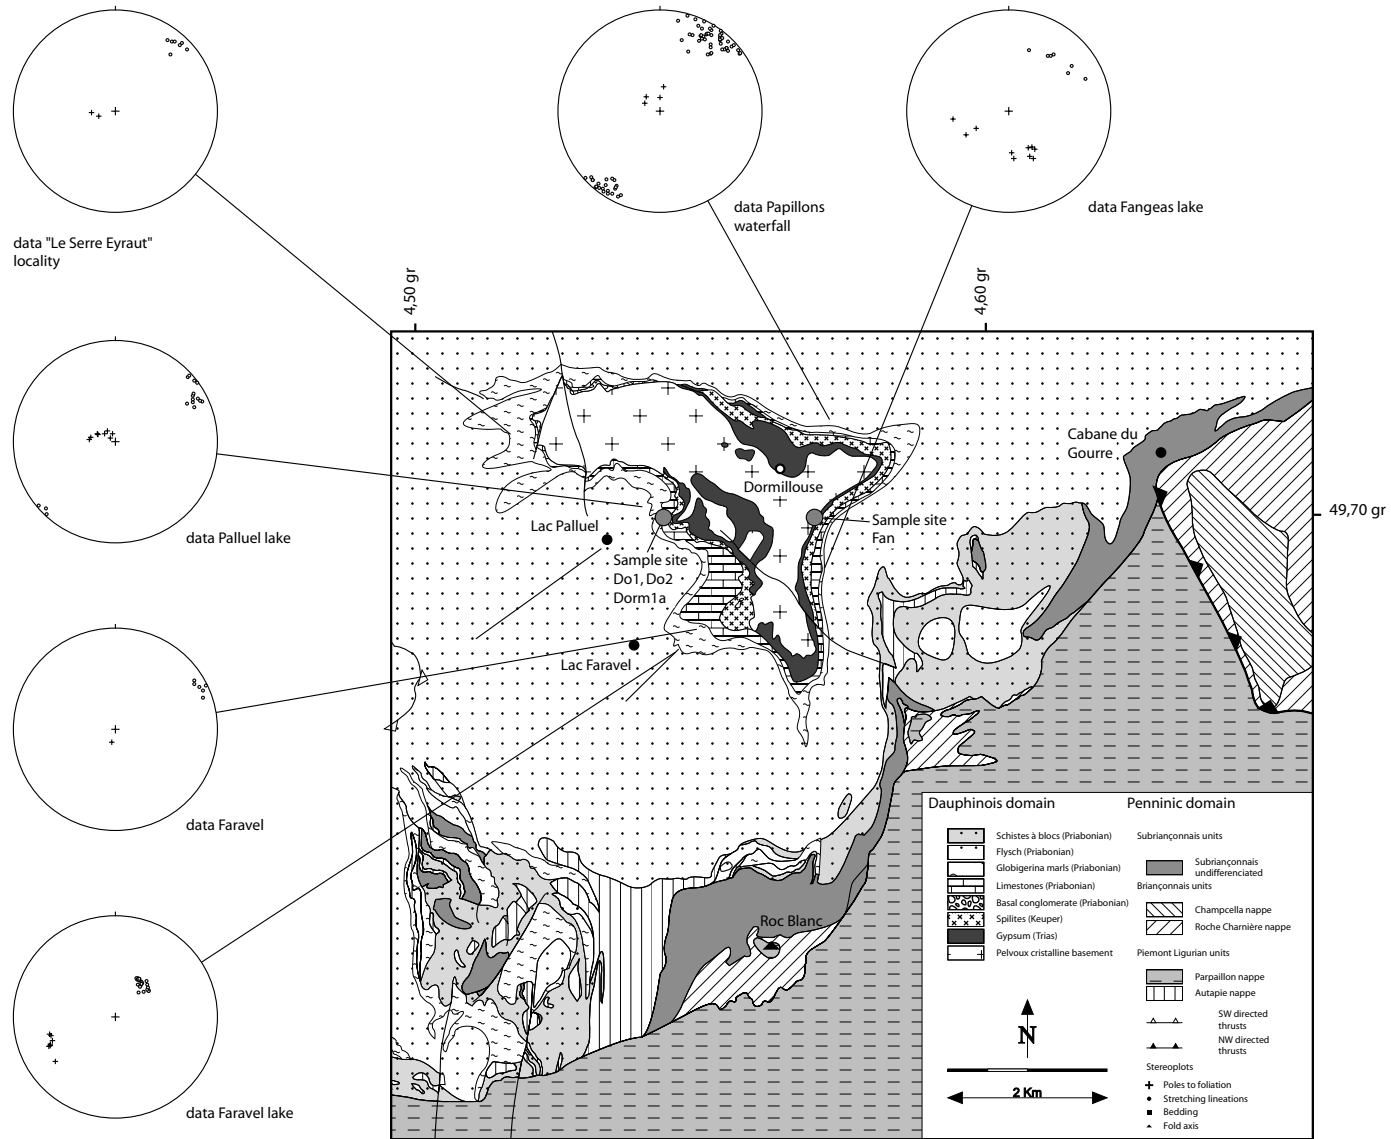 data "Le Serre Eyraut"
locality
data Papillons
waterfall
data Fangeas lake
4,50 gr
4,60 gr
49,70 gr
data Palluel lake
data Faravel
data Faravel lake
Cabane du
Gourre
Dormillouse
Lac Palluel
Sample site
Fan
Sample site
Do1, Do2
Dorm1a
Lac Faravel
Roc Blanc
Dauphinois domain
Schistes à blocs (Priabonian)
Flysch (Priabonian)
Globigerina marls (Priabonian)
Limestones (Priabonian)
Basal conglomerate (Priabonian)
Spilites (Keuper)
Gypsum (Trias)
Pelvoux cristalline basement
N
2 Km
Penninic domain
Subriançonnais units
Subriançonnais
undifferenciated
Briançonnais units
Champcella nappe
Roche Charnière nappe
Piemont Ligurian units
Parpaillon nappe
Autapie nappe
SW directed
thrusts
NW directed
thrusts
Stereoplots
Poles to foliation
Stretching lineations
Bedding
Fold axis